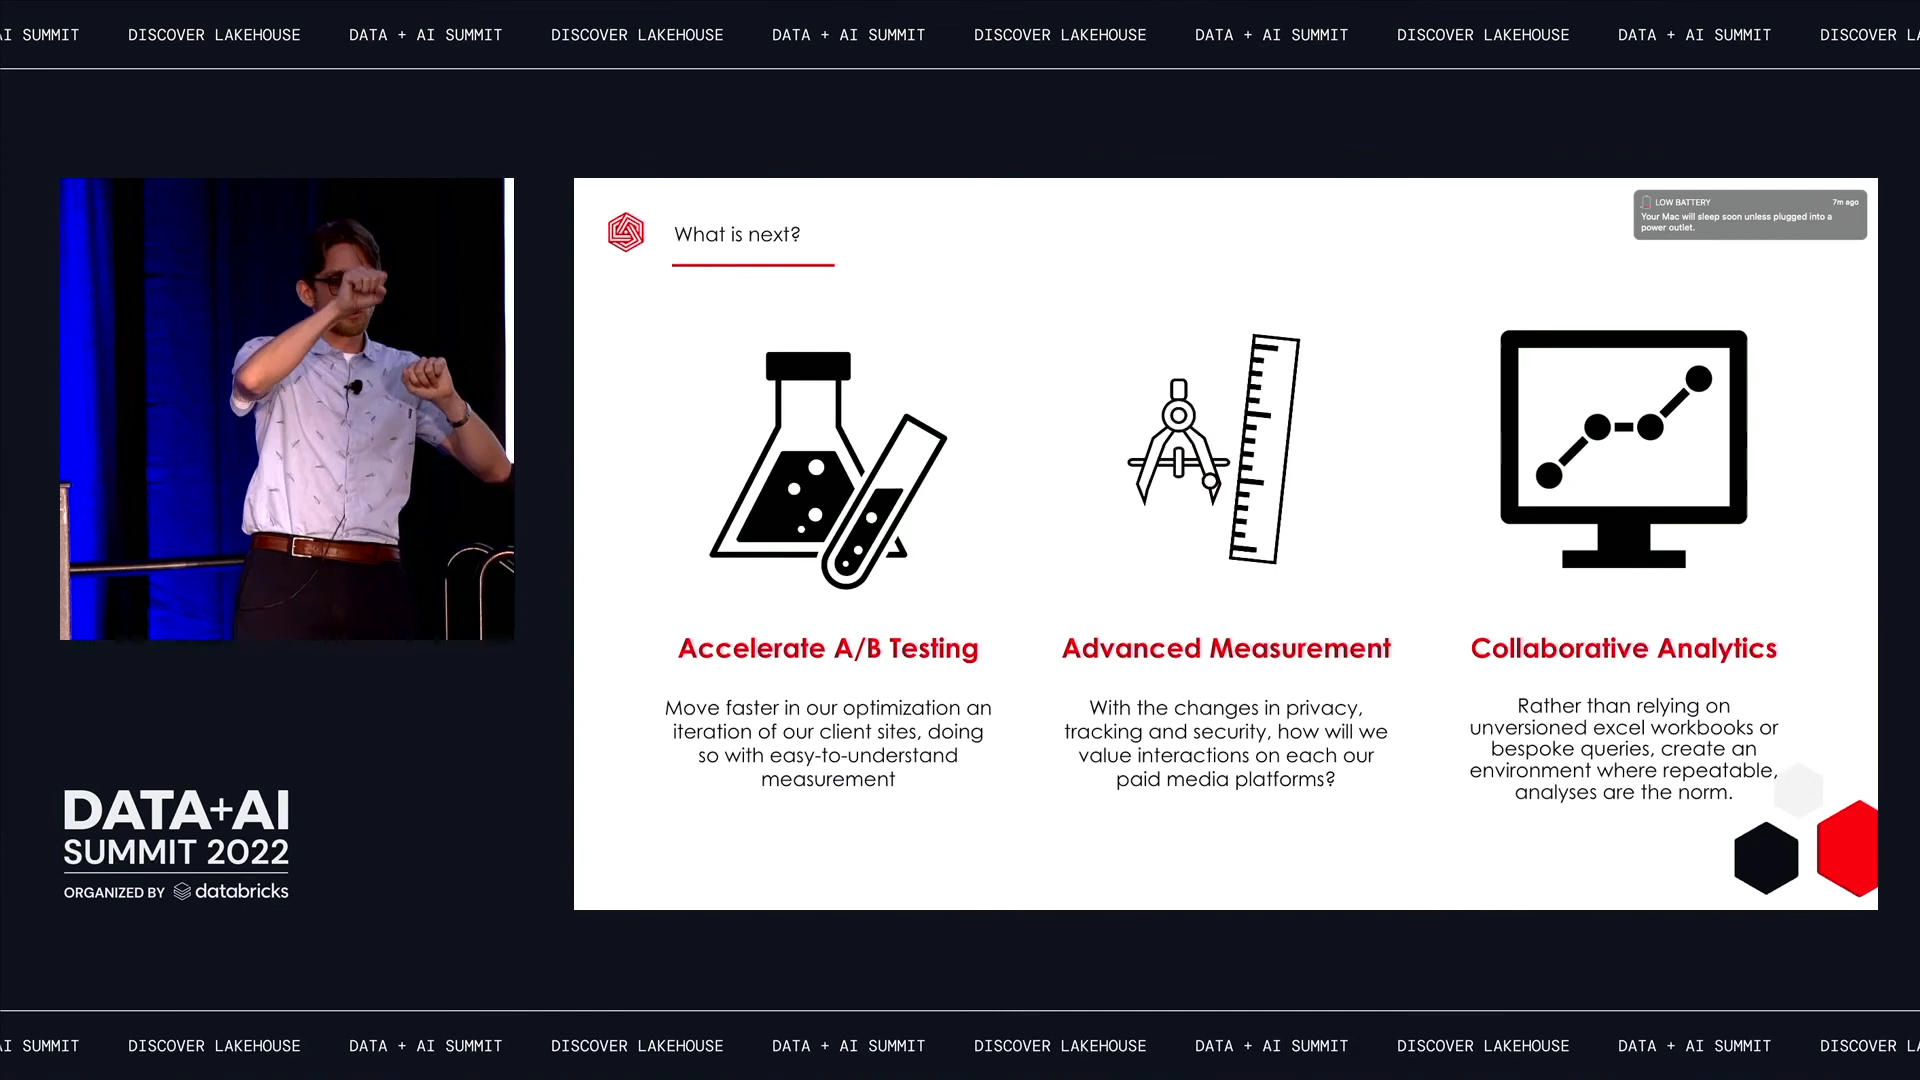 AI SUMMIT DISCOVER LAKEHOUSE DATA + AI SUMMIT DISCOVER LAKEHOUSE DATA + AI SUMMIT DISCOVER LAKEHOUSE DATA + AI SUMMIT DISCOVER LAKEHOUSE DATA + AI SUMMIT DISCOVER LA
LOW BATTERY 7m ago
Your Mac will sleep soon unless plugged into a
power outlet.
What is next?
Accelerate A/B Testing
Move faster in our optimization an
iteration of our client sites, doing
so with easy-to-understand
measurement
Advanced Measurement
With the changes in privacy,
tracking and security, how will we
value interactions on each our
paid media platforms?
Collaborative Analytics
Rather than relying on
unversioned excel workbooks or
bespoke queries, create an
environment where repeatable,
analyses are the norm.
DATA+AI
SUMMIT 2022
ORGANIZED BY databricks
AI SUMMIT DISCOVER LAKEHOUSE DATA + AI SUMMIT DISCOVER LAKEHOUSE DATA + AI SUMMIT DISCOVER LAKEHOUSE DATA + AI SUMMIT DISCOVER LAKEHOUSE DATA + AI SUMMIT DISCOVER LA